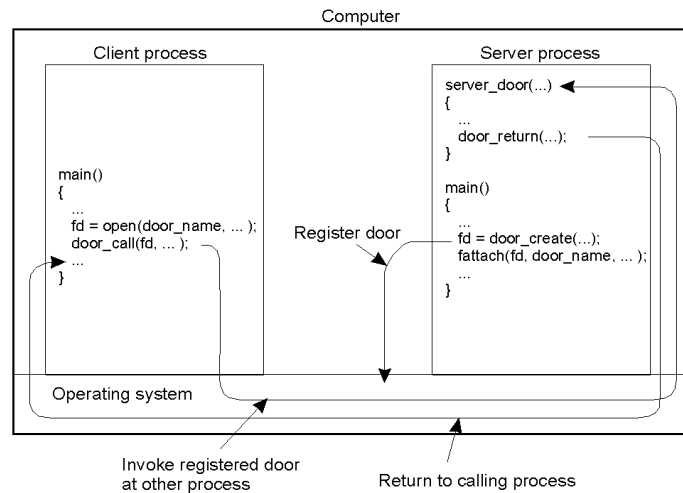 Computer
Client process
main()
{
...
fd = open(door_name, ... );
door_call(fd, ... );
...
}
Server process
server_door(...)
{
...
door_return(...);
}
main()
{
...
fd = door_create(...);
fattach(fd, door_name, ... );
...
}
Register door
Operating system
Invoke registered door
at other process
Return to calling process